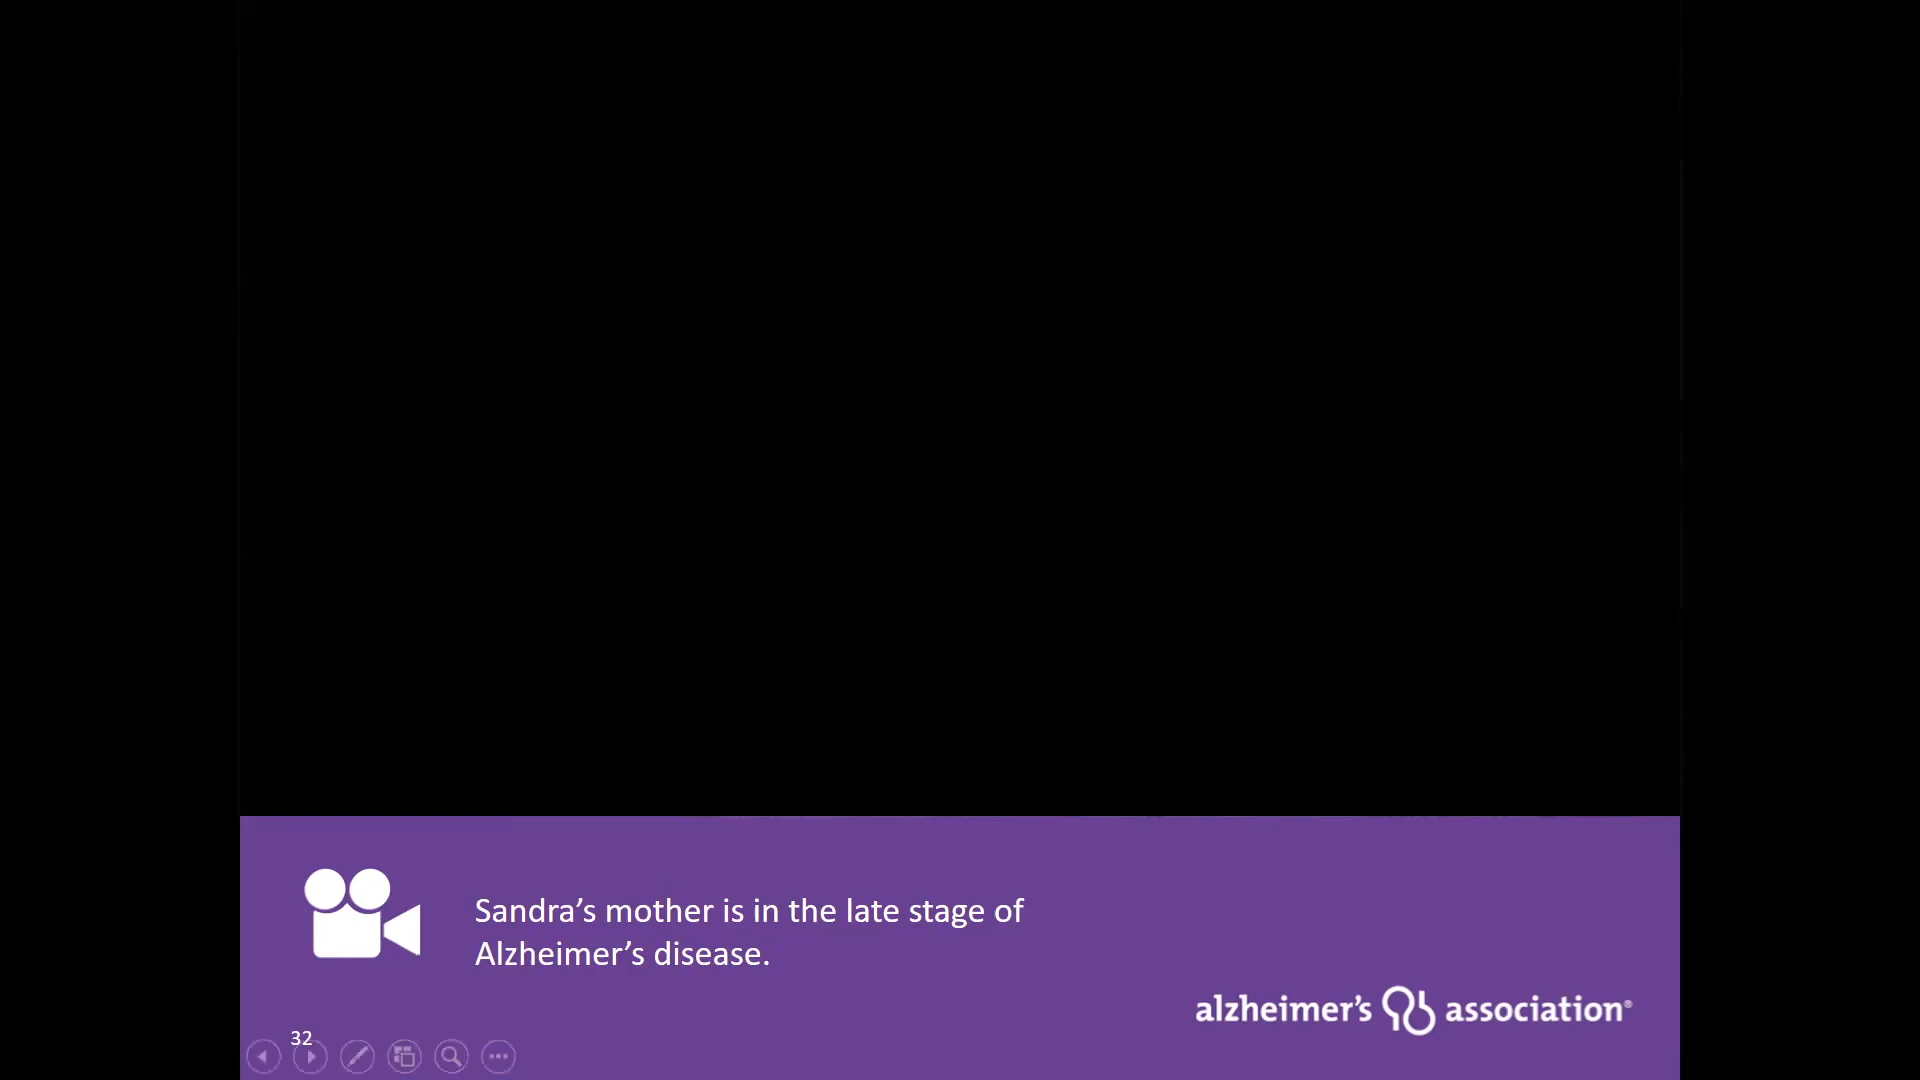 Sandra’s mother is in the late stage of
Alzheimer’s disease.
alzheimer’s association®
32